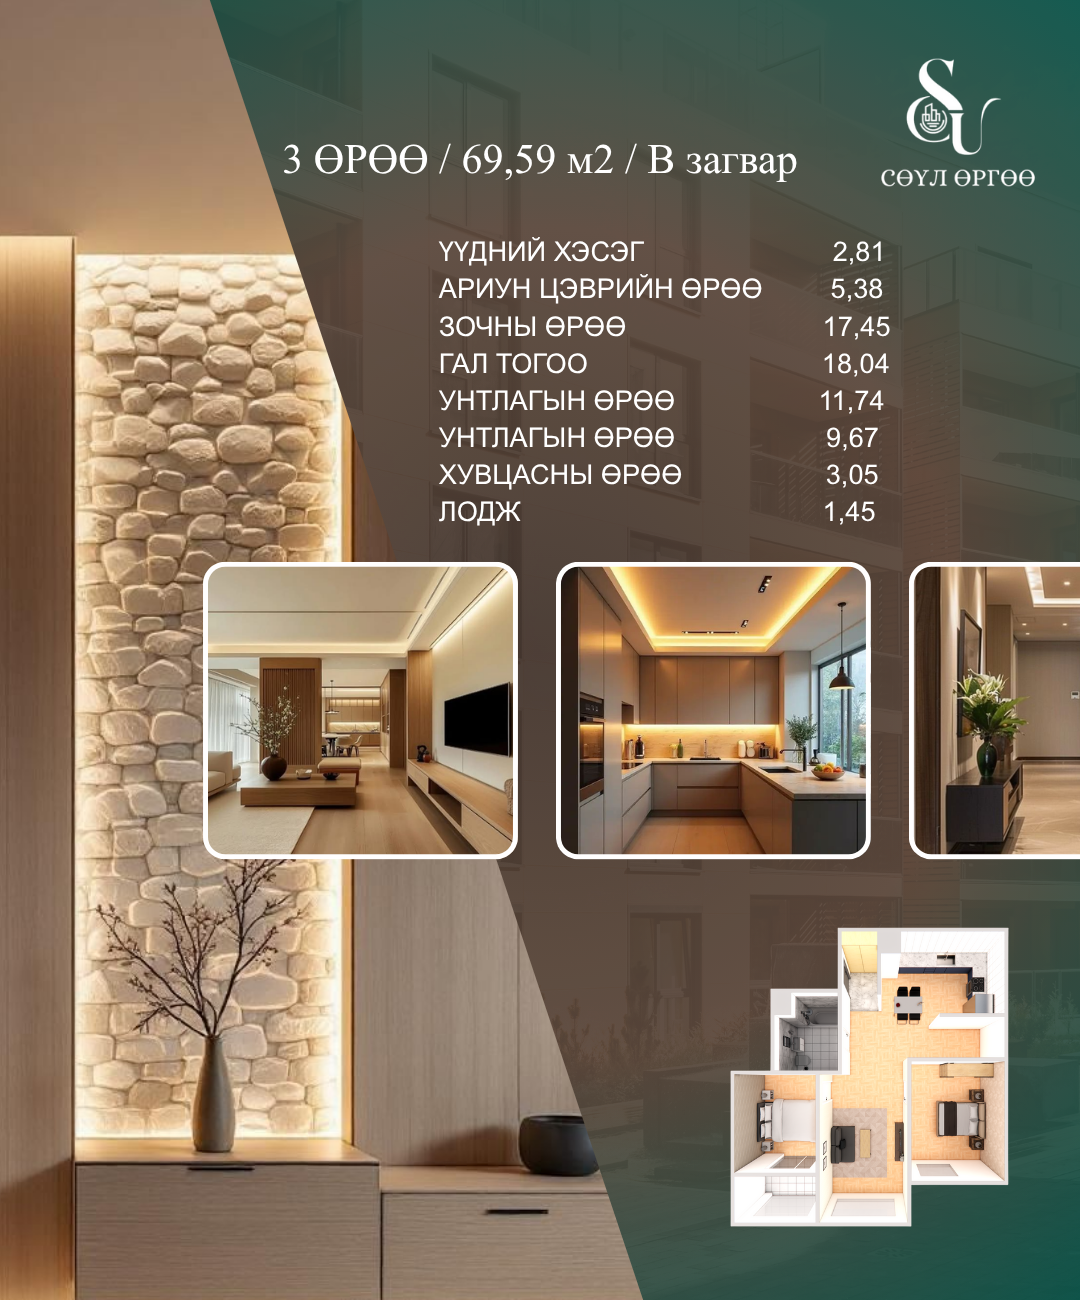 SU
СӨҮЛ ӨРГӨӨ
3 ӨРӨӨ / 69,59 м2 / В загвар
ҮҮДНИЙ ХЭСЭГ 2,81
АРИУН ЦЭВРИЙН ӨРӨӨ 5,38
ЗОЧНЫ ӨРӨӨ 17,45
ГАЛ ТОГОО 18,04
УНТЛАГЫН ӨРӨӨ 11,74
УНТЛАГЫН ӨРӨӨ 9,67
ХУВЦАСНЫ ӨРӨӨ 3,05
ЛОДЖ 1,45